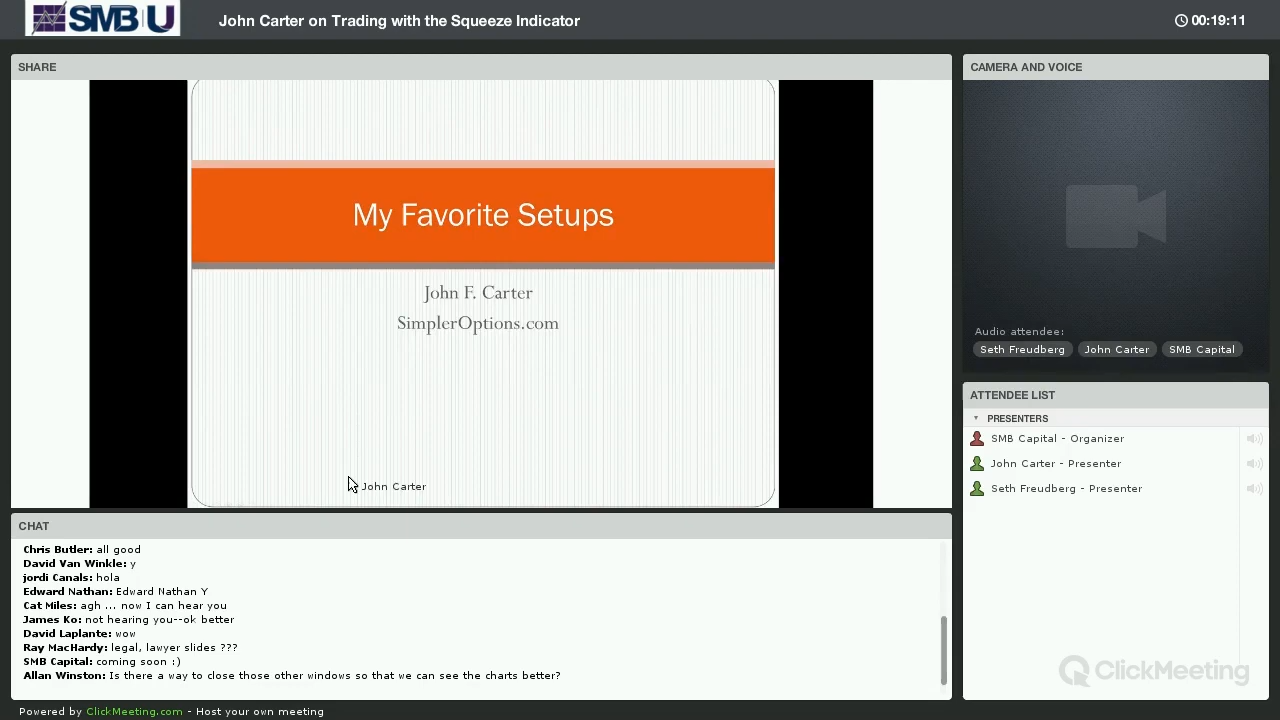 SMB U
John Carter on Trading with the Squeeze Indicator
00:19:11
SHARE
My Favorite Setups
John F. Carter
SimplerOptions.com
John Carter
CAMERA AND VOICE
Audio attendee:
Seth Freudberg John Carter SMB Capital
ATTENDEE LIST
PRESENTERS
SMB Capital - Organizer
John Carter - Presenter
Seth Freudberg - Presenter
CHAT
Chris Butler: all good
David Van Winkle: y
jordi Canals: hola
Edward Nathan: Edward Nathan Y
Cat Miles: agh ... now I can hear you
James Ko: not hearing you--ok better
David Laplante: wow
Ray MacHardy: legal, lawyer slides ???
SMB Capital: coming soon :)
Allan Winston: Is there a way to close those other windows so that we can see the charts better?
ClickMeeting
Powered by ClickMeeting.com - Host your own meeting